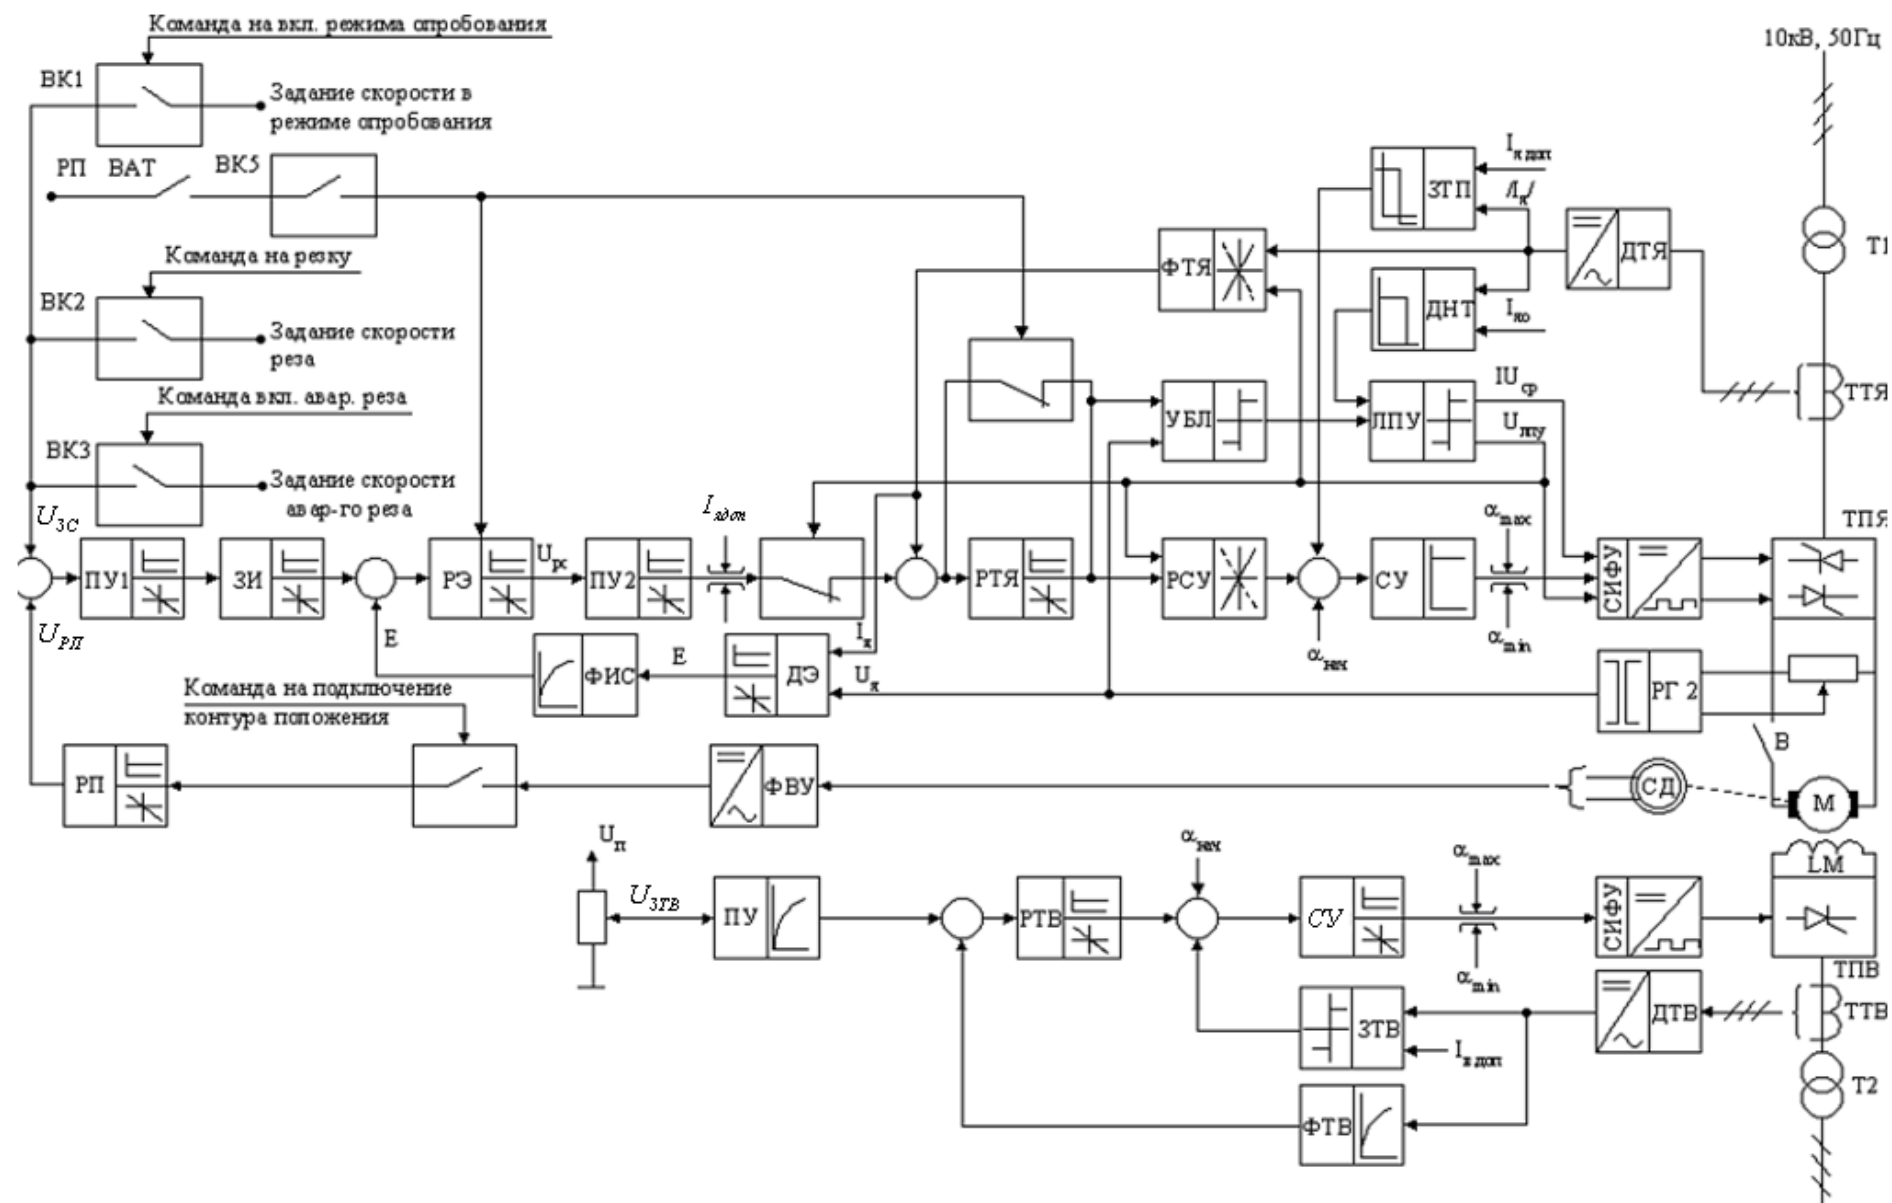 Команда на вкл. режима опробования
10кВ, 50Гц
ВК1
Задание скорости в
режиме опробования
РП ВАТ ВК5
I я доп
ЗТП
/Iя/
ДТЯ
Т1
Команда на резку
ФТЯ
ВК2
ДНТ
Iяо
Задание скорости
реза
Команда вкл. авар. реза
IUср
ТТЯ
УБЛ
ЛПУ
Uлпу
ВК3
Задание скорости
авар-го реза
Iядоп
αmax
ТПЯ
UЗС
Uрс
ПУ1
ЗИ
РЭ
ПУ2
РТЯ
РСУ
СУ
СИФУ
UРП
E
αнач
αmin
Iя
ФИС
E
ДЭ
Uя
РГ 2
Команда на подключение
контура положения
В
РП
ФВУ
СД
М
Uп
αнач
αmax
LM
UЗТВ
ПУ
РТВ
СУ
СИФУ
αmin
ТПВ
ЗТВ
ДТВ
ТТВ
Iв доп
Т2
ФТВ